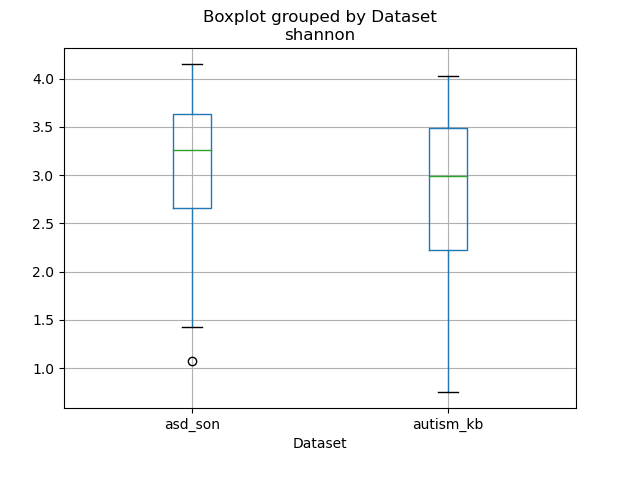 Boxplot grouped by Dataset
shannon
4.0
3.5
3.0
2.5
2.0
1.5
1.0
asd_son autism_kb
Dataset